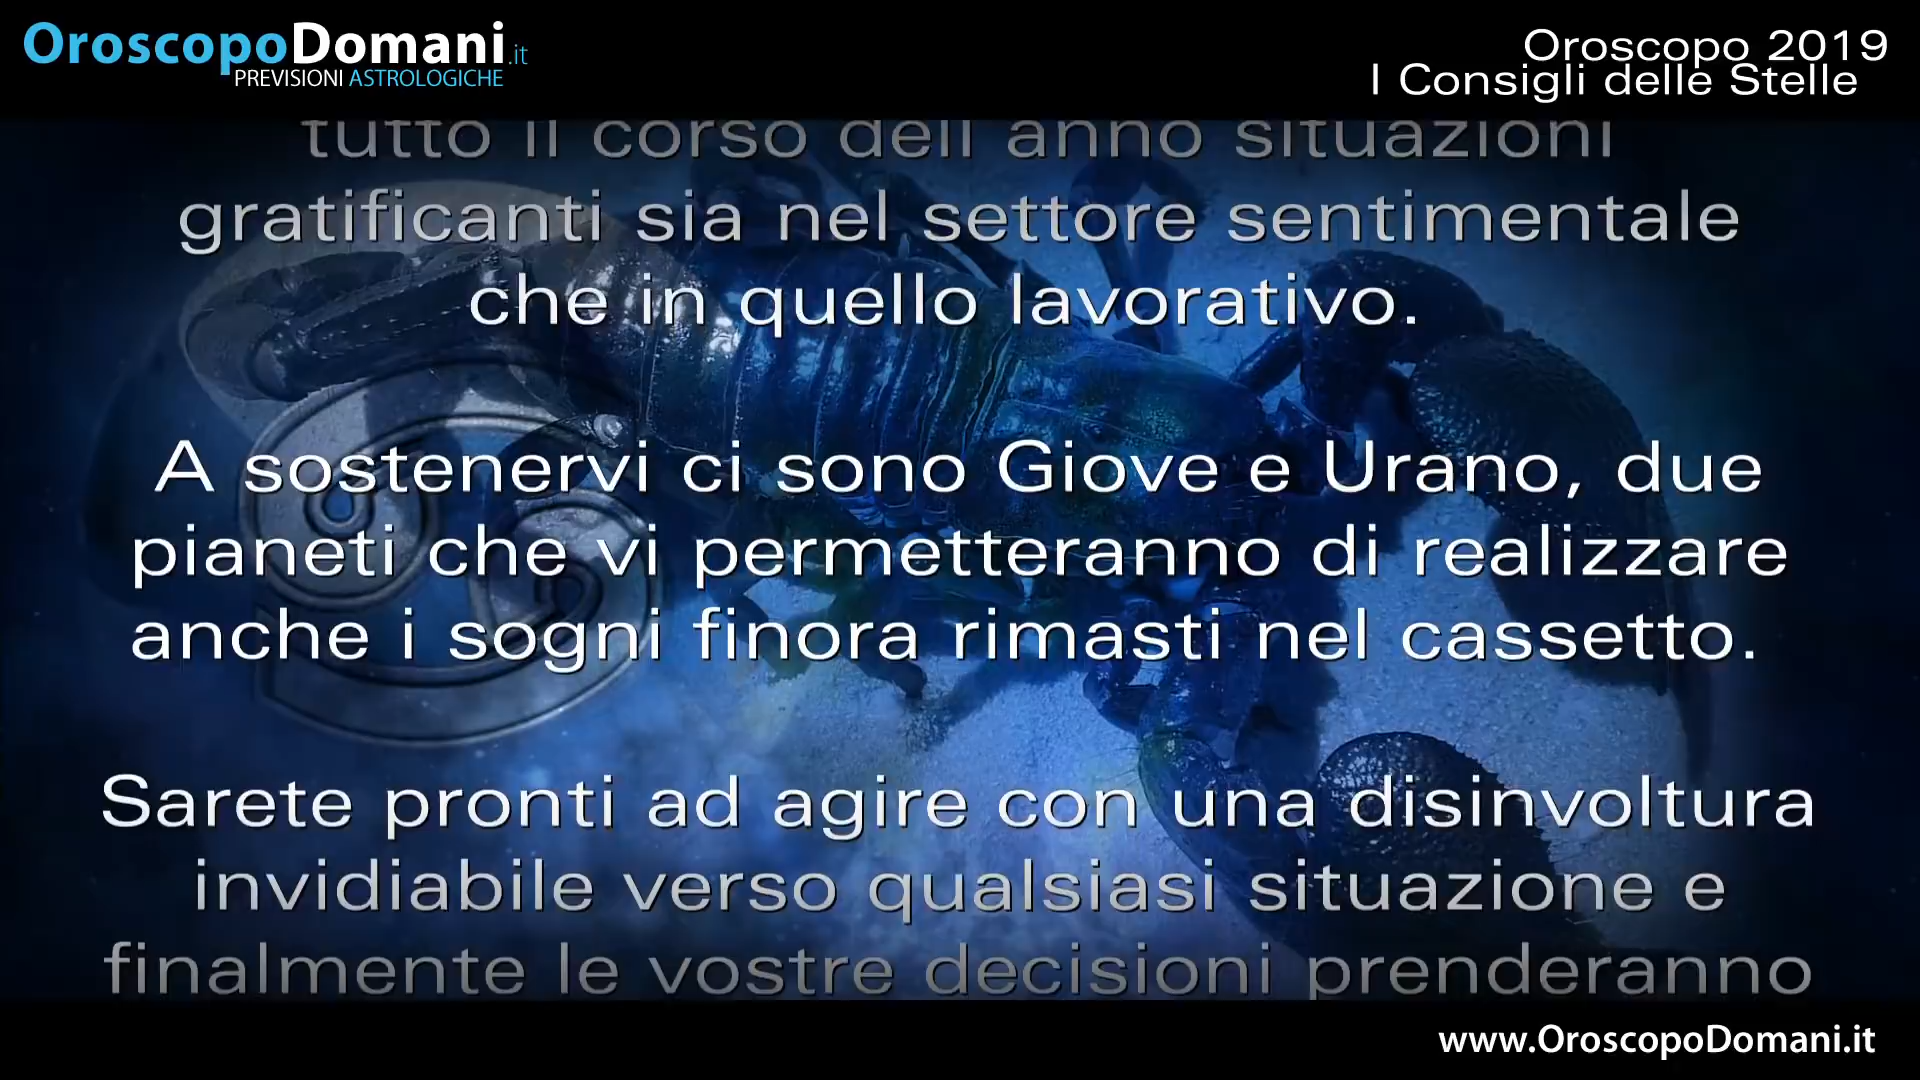 OroscopoDomani.it
PREVISIONI ASTROLOGICHE
Oroscopo 2019
I Consigli delle Stelle
tutto il corso dell'anno situazioni
gratificanti sia nel settore sentimentale
che in quello lavorativo.
A sostenervi ci sono Giove e Urano, due
pianeti che vi permetteranno di realizzare
anche i sogni finora rimasti nel cassetto.
Sarete pronti ad agire con una disinvoltura
invidiabile verso qualsiasi situazione e
finalmente le vostre decisioni prenderanno
www.OroscopoDomani.it